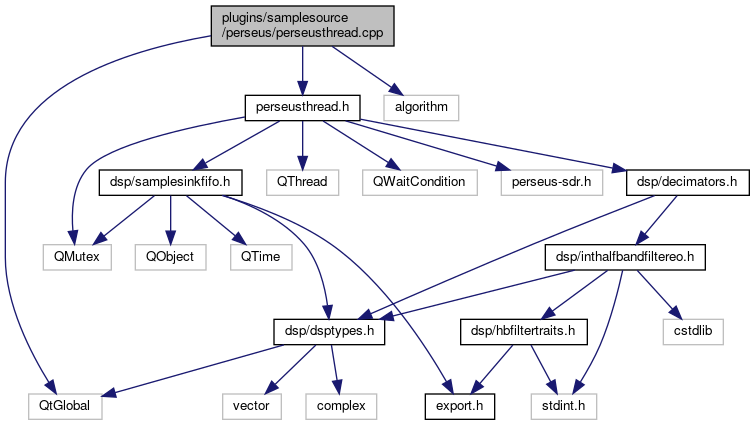 plugins/samplesource
/perseus/perseusthread.cpp
perseusthread.h
algorithm
dsp/samplesinkfifo.h
QThread
QWaitCondition
perseus-sdr.h
dsp/decimators.h
QMutex
QObject
QTime
dsp/inthalfbandfiltereo.h
dsp/dsptypes.h
dsp/hbfiltertraits.h
cstdlib
QtGlobal
vector
complex
export.h
stdint.h